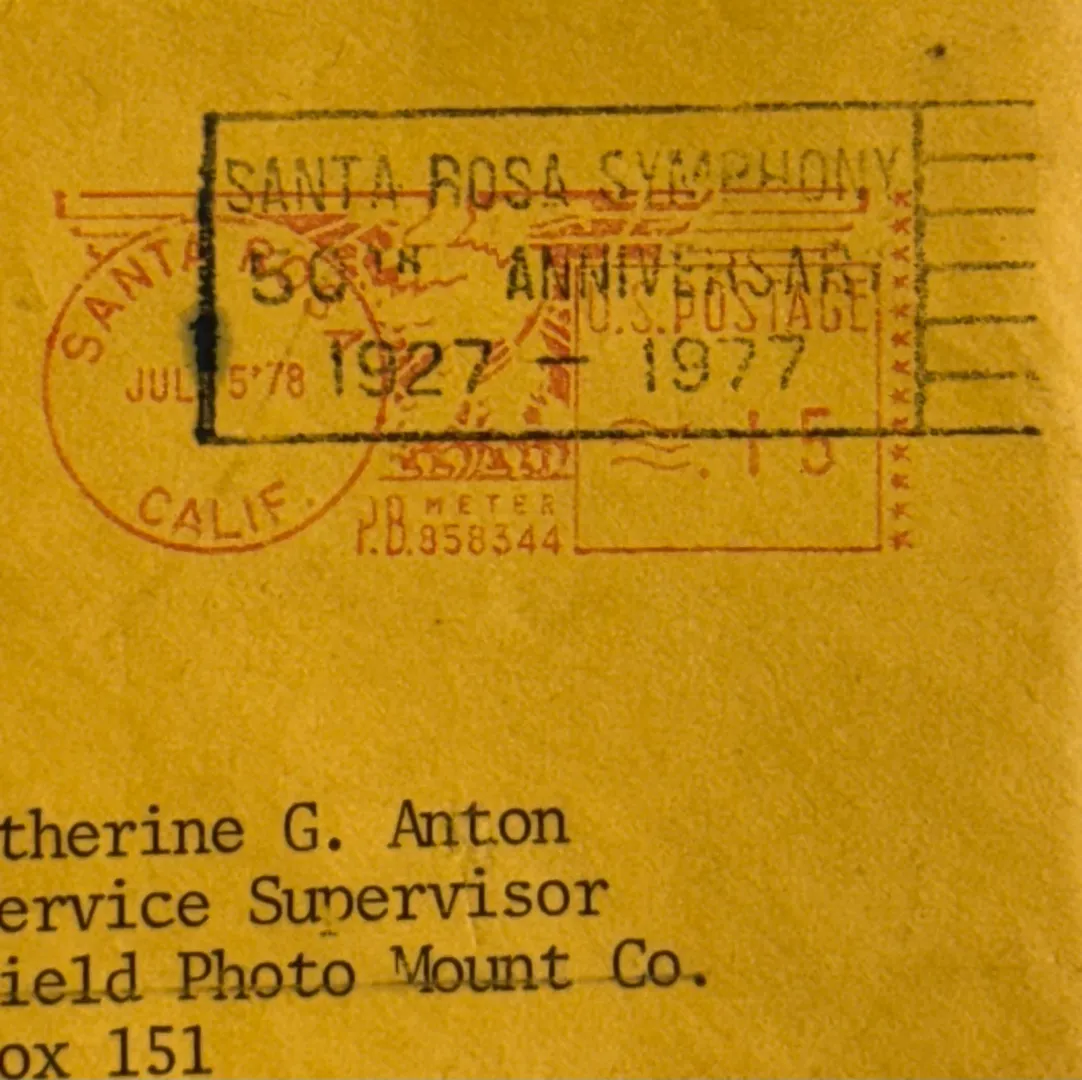 SANTA ROSA SYMPHONY
50TH ANNIVERSARY
1927 — 1977
SANTA ROSA
JUL 5'78
CALIF.
U.S. POSTAGE
.15
P.B. METER
858344
therine G. Anton
ervice Supervisor
ield Photo Mount Co.
ox 151